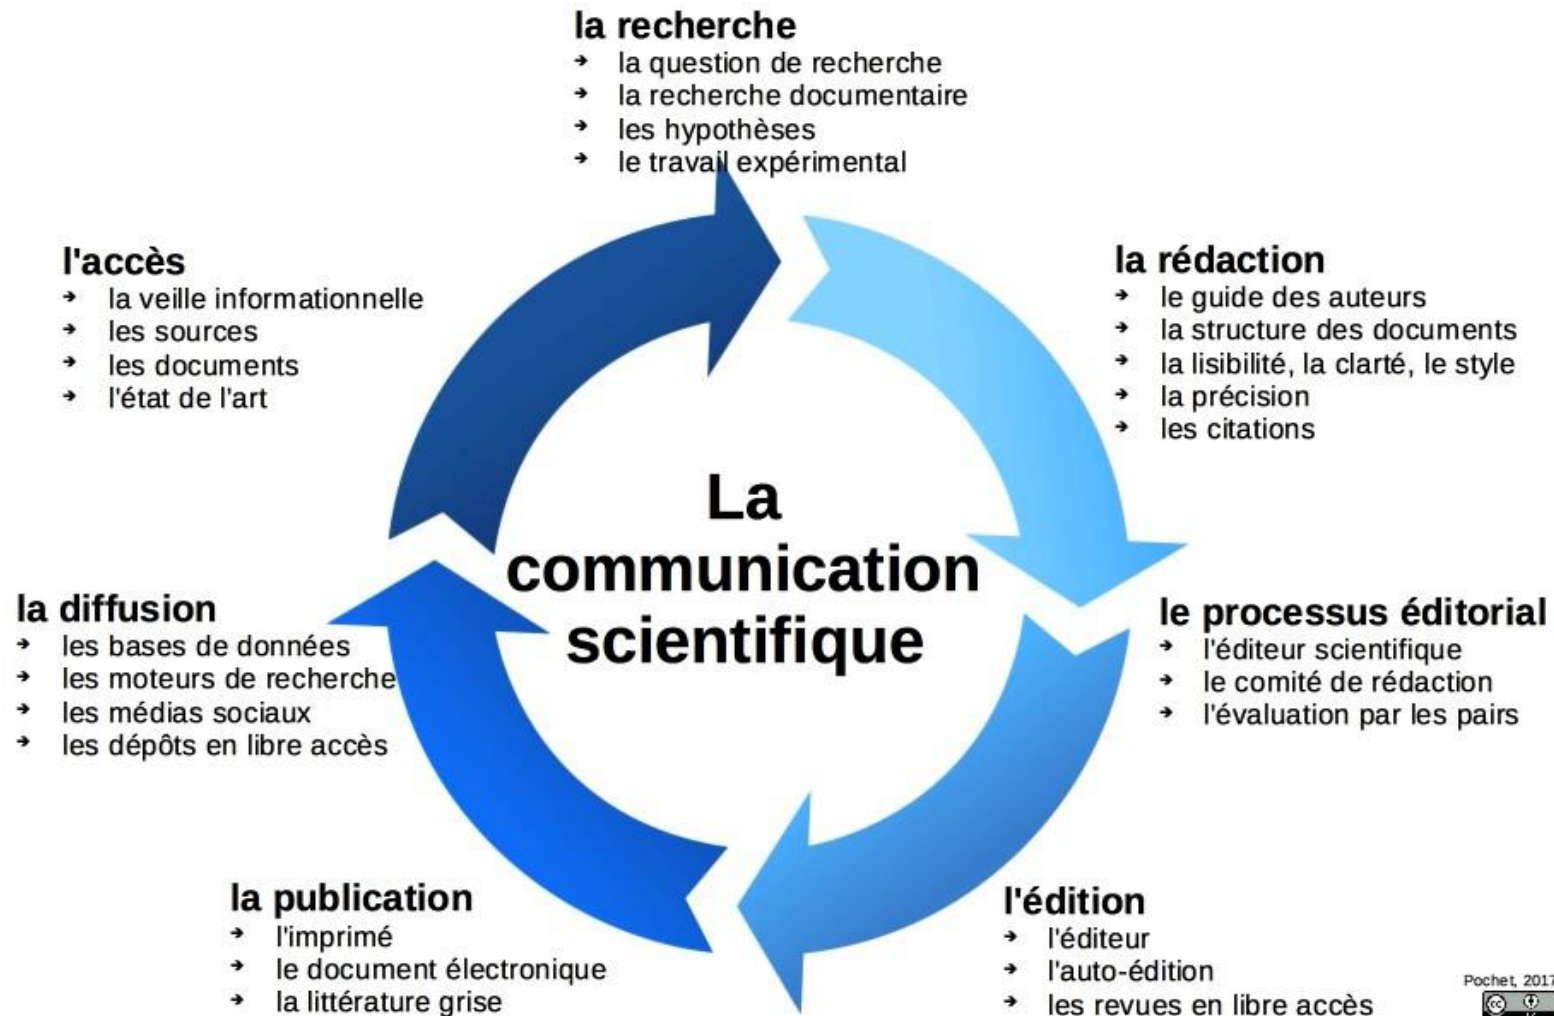 la recherche
la question de recherche
la recherche documentaire
les hypothèses
le travail expérimental
la rédaction
le guide des auteurs
la structure des documents
la lisibilité, la clarté, le style
la précision
les citations
le processus éditorial
l'éditeur scientifique
le comité de rédaction
l'évaluation par les pairs
l'édition
l'éditeur
l'auto-édition
les revues en libre accès
la publication
l'imprimé
le document électronique
la littérature grise
la diffusion
les bases de données
les moteurs de recherche
les médias sociaux
les dépôts en libre accès
l'accès
la veille informationnelle
les sources
les documents
l'état de l'art
La
communication
scientifique
Pochet, 2017
cc